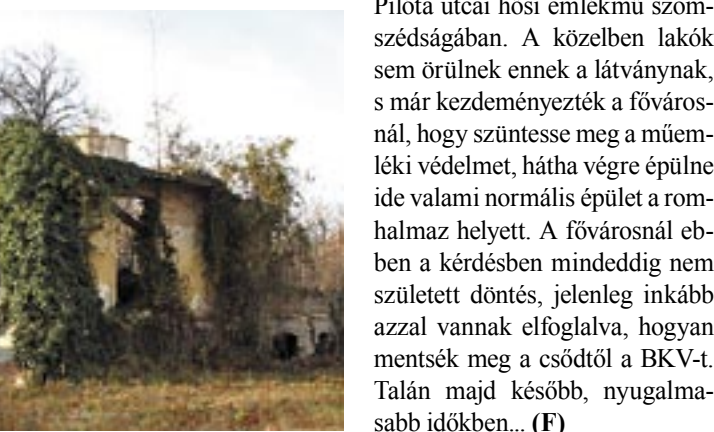 Pilóta utcai hősi emlékmű szom-
szédságában. A közelben lakók
sem örülnek ennek a látványnak,
s már kezdeményezték a főváros-
nál, hogy szüntesse meg a műem-
léki védelmet, hátha végre épülne
ide valami normális épület a rom-
halmaz helyett. A fővárosnál eb-
ben a kérdésben mindeddig nem
született döntés, jelenleg inkább
azzal vannak elfoglalva, hogyan
mentsék meg a csődtől a BKV-t.
Talán majd később, nyugalma-
sabb időkben... (F)